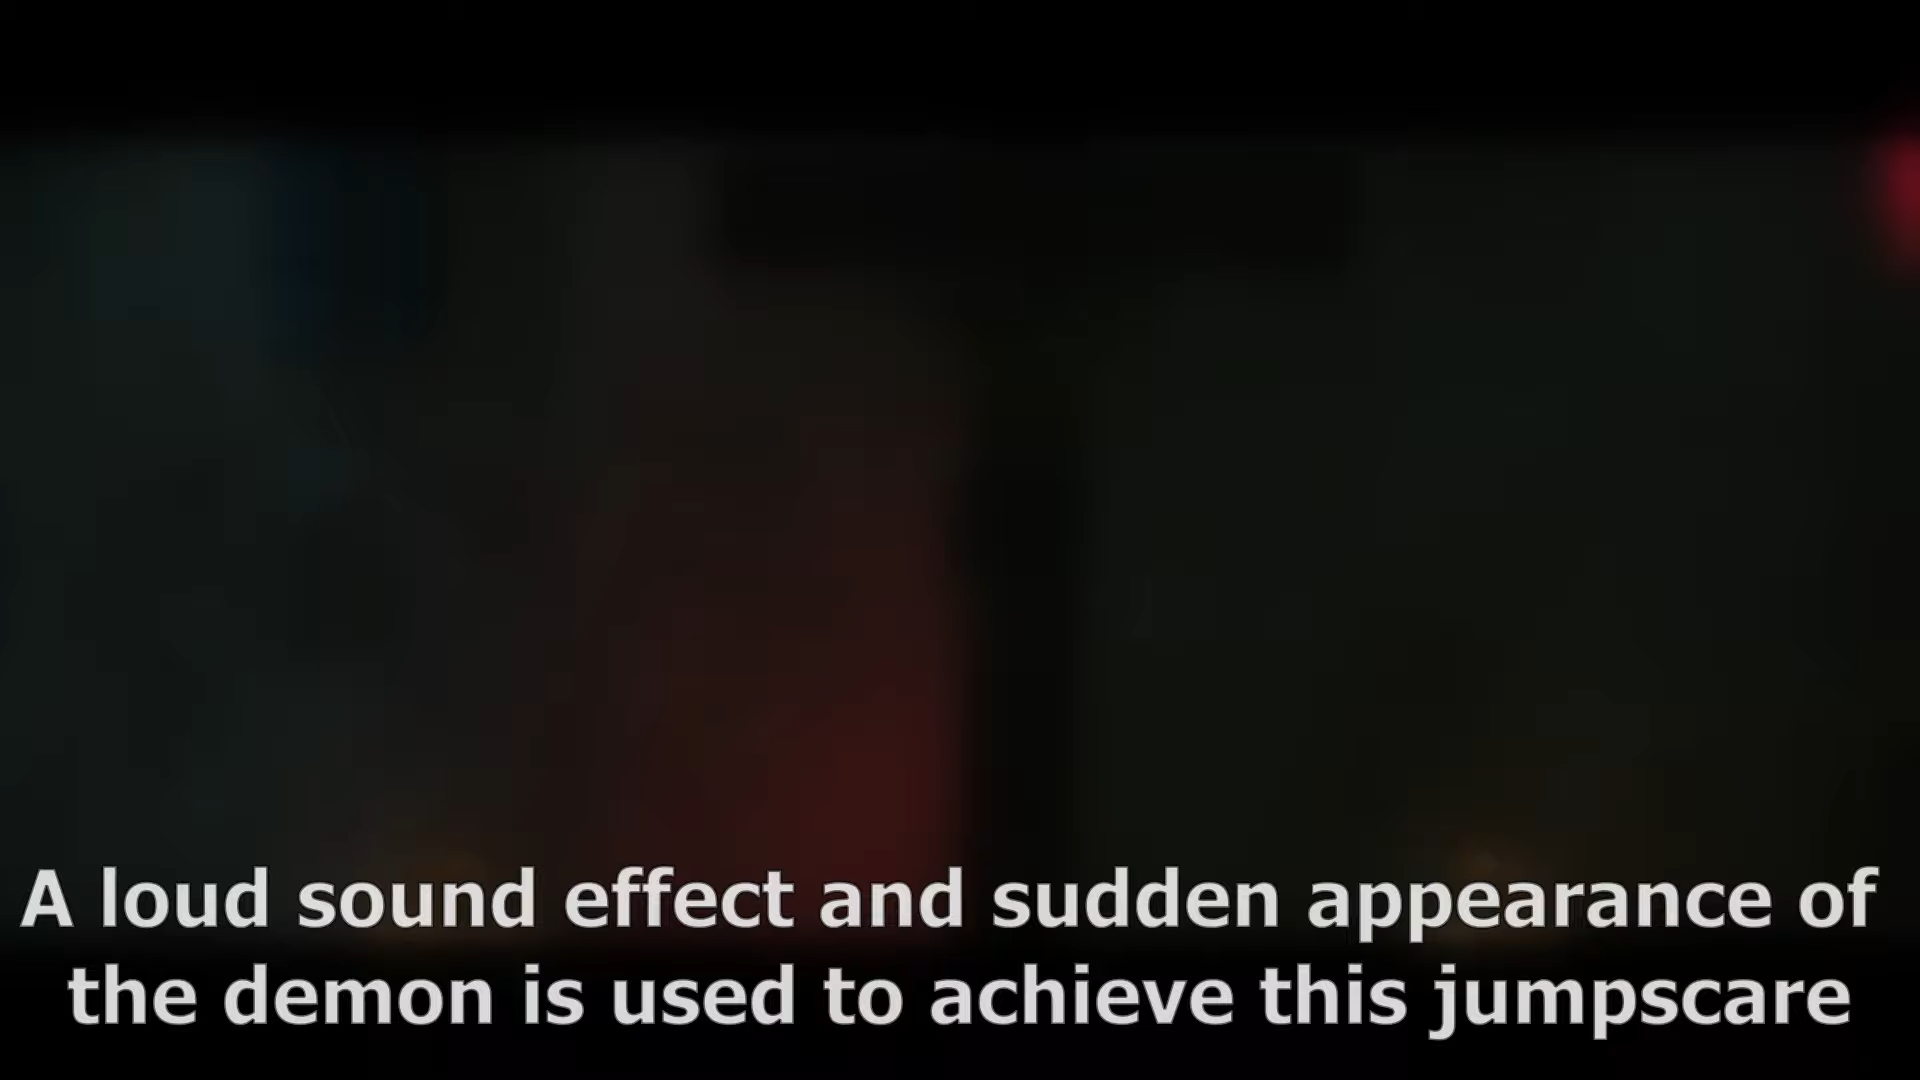 A loud sound effect and sudden appearance of
the demon is used to achieve this jumpscare